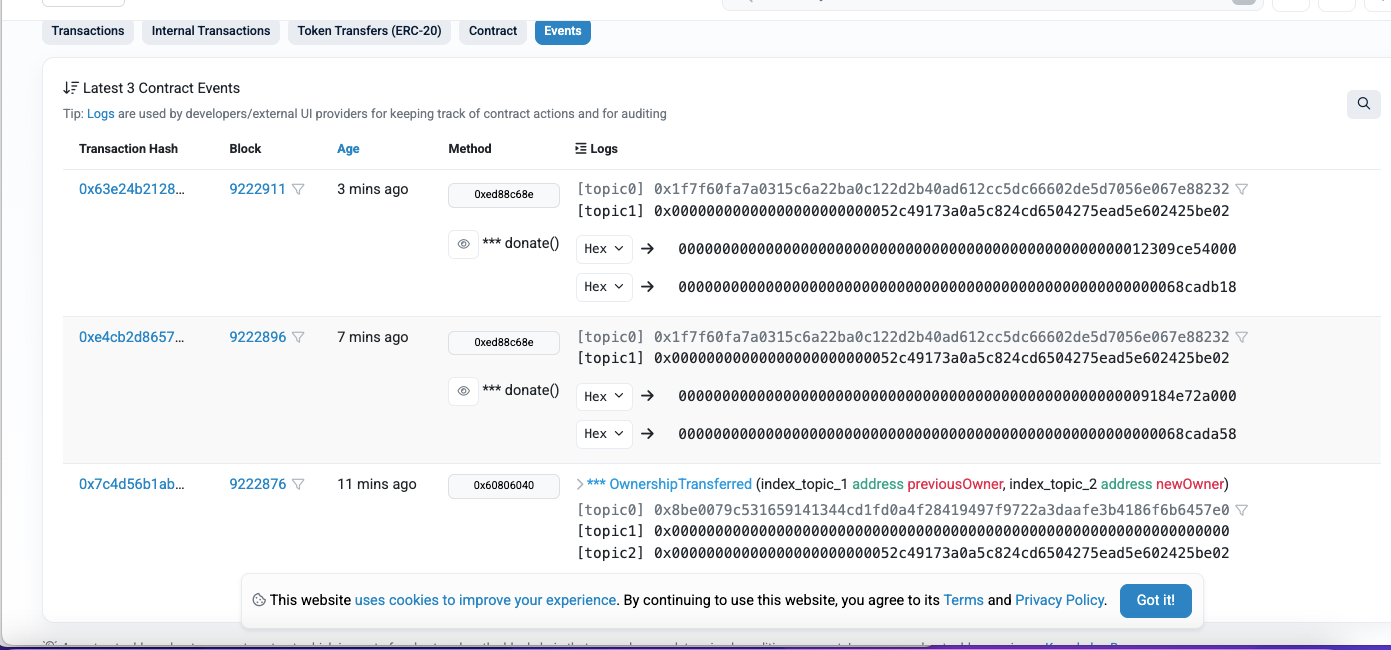 Transactions Internal Transactions Token Transfers (ERC-20) Contract Events
Latest 3 Contract Events
Tip: Logs are used by developers/external UI providers for keeping track of contract actions and for auditing
Transaction Hash Block Age Method Logs
0x63e24b2128... 9222911 3 mins ago 0xed88c68e [topic0] 0x1f7f60fa7a0315c6a22ba0c122d2b40ad612cc5dc66602de5d7056e067e88232
[topic1] 0x00000000000000000000000052c49173a0a5c824cd6504275ead5e602425be02
*** donate() Hex → 000000000000000000000000000000000000000000000000000012309ce54000
Hex → 0000000000000000000000000000000000000000000000000000000068cadb18
0xe4cb2d8657... 9222896 7 mins ago 0xed88c68e [topic0] 0x1f7f60fa7a0315c6a22ba0c122d2b40ad612cc5dc66602de5d7056e067e88232
[topic1] 0x00000000000000000000000052c49173a0a5c824cd6504275ead5e602425be02
*** donate() Hex → 000000000000000000000000000000000000000000000000000009184e72a000
Hex → 0000000000000000000000000000000000000000000000000000000068cada58
0x7c4d56b1ab... 9222876 11 mins ago 0x60806040 *** OwnershipTransferred (index_topic_1 address previousOwner, index_topic_2 address newOwner)
[topic0] 0x8be0079c531659141344cd1fd0a4f28419497f9722a3daafe3b4186f6b6457e0
[topic1] 0x0000000000000000000000000000000000000000000000000000000000000000
[topic2] 0x00000000000000000000000052c49173a0a5c824cd6504275ead5e602425be02
This website uses cookies to improve your experience. By continuing to use this website, you agree to its Terms and Privacy Policy. Got it!